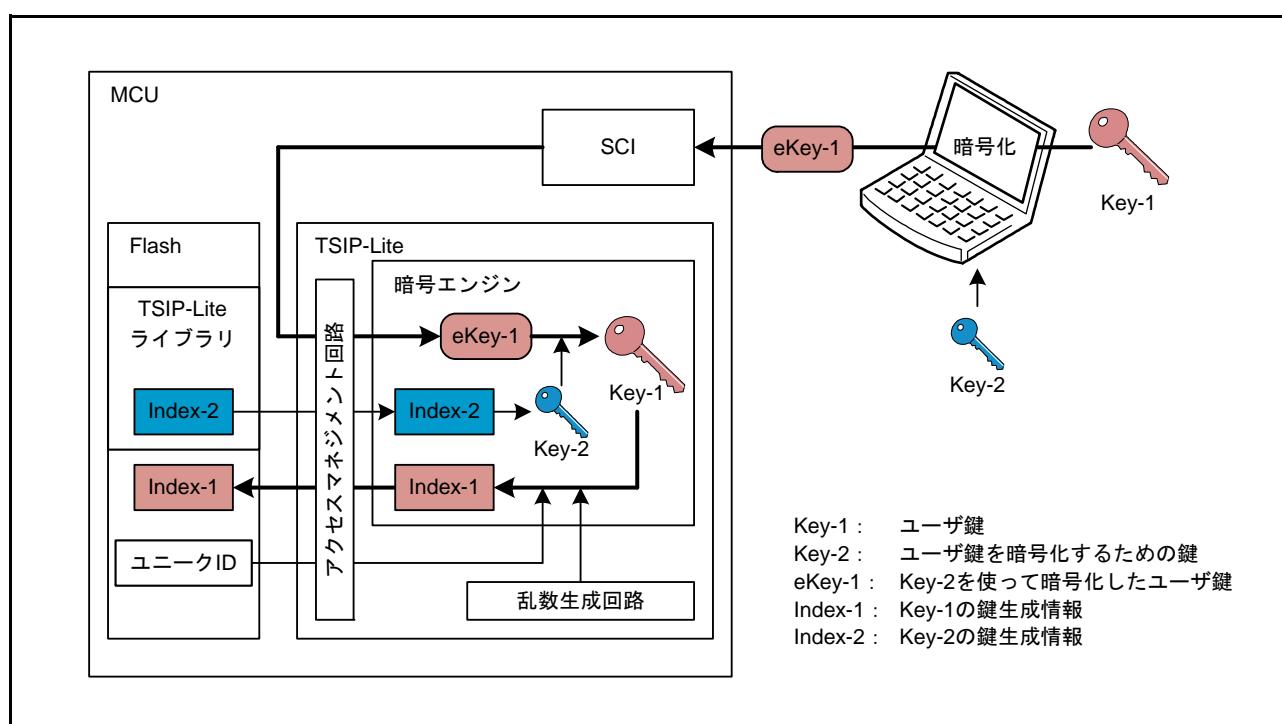 MCU
SCI
eKey-1
暗号化
Key-1
Flash
TSIP-Lite
TSIP-Lite
ライブラリ
アクセスマネジメント回路
暗号エンジン
eKey-1
Key-1
Key-2
Index-2
Index-2
Key-2
Index-1
Index-1
ユニークID
乱数生成回路
Key-1： ユーザ鍵
Key-2： ユーザ鍵を暗号化するための鍵
eKey-1： Key-2を使って暗号化したユーザ鍵
Index-1： Key-1の鍵生成情報
Index-2： Key-2の鍵生成情報